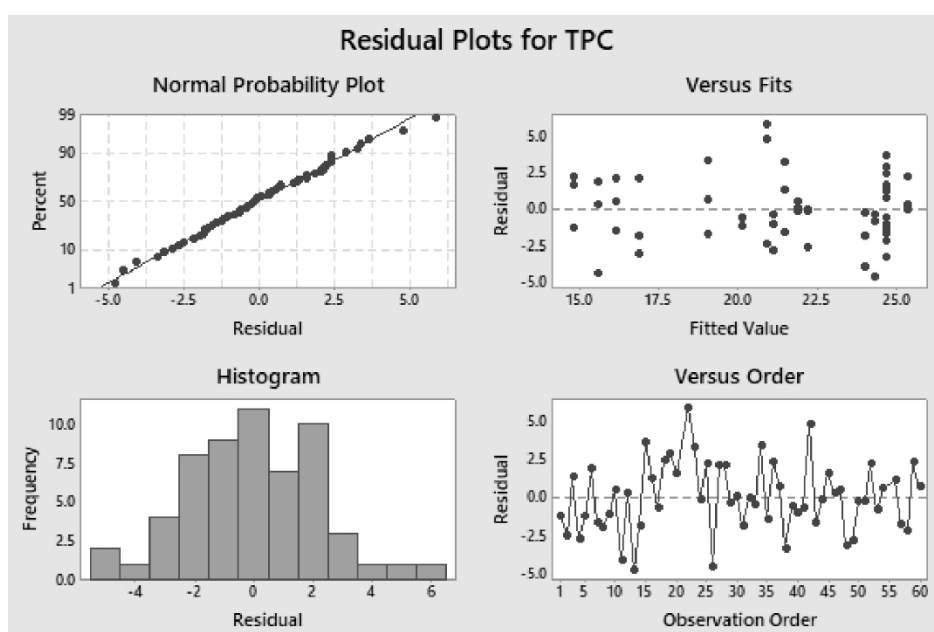 Residual Plots for TPC
Normal Probability Plot
99
90
50
10
1
Percent
-5.0 -2.5 0.0 2.5 5.0
Residual
Versus Fits
5.0
2.5
0.0
-2.5
-5.0
Residual
15.0 17.5 20.0 22.5 25.0
Fitted Value
Histogram
10.0
7.5
5.0
2.5
0.0
Frequency
-4 -2 0 2 4 6
Residual
Versus Order
5.0
2.5
0.0
-2.5
-5.0
Residual
1 5 10 15 20 25 30 35 40 45 50 55 60
Observation Order